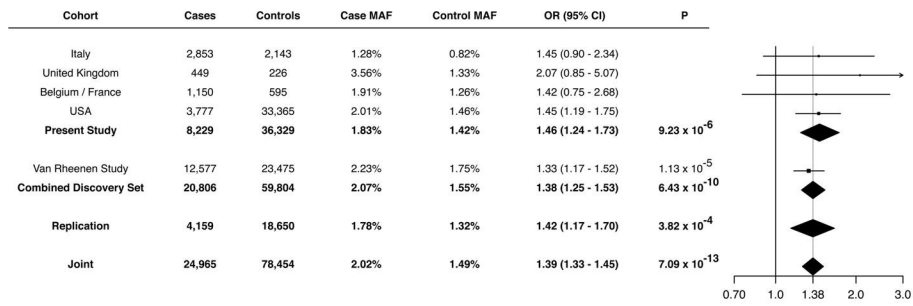 Cohort Cases Controls Case MAF Control MAF OR (95% CI) P
Italy 2,853 2,143 1.28% 0.82% 1.45 (0.90 - 2.34)
United Kingdom 449 226 3.56% 1.33% 2.07 (0.85 - 5.07)
Belgium / France 1,150 595 1.91% 1.26% 1.42 (0.75 - 2.68)
USA 3,777 33,365 2.01% 1.46% 1.45 (1.19 - 1.75)
Present Study 8,229 36,329 1.83% 1.42% 1.46 (1.24 - 1.73) 9.23 x 10⁻⁶
Van Rheenen Study 12,577 23,475 2.23% 1.75% 1.33 (1.17 - 1.52) 1.13 x 10⁻⁵
Combined Discovery Set 20,806 59,804 2.07% 1.55% 1.38 (1.25 - 1.53) 6.43 x 10⁻¹⁰
Replication 4,159 18,650 1.78% 1.32% 1.42 (1.17 - 1.70) 3.82 x 10⁻⁴
Joint 24,965 78,454 2.02% 1.49% 1.39 (1.33 - 1.45) 7.09 x 10⁻¹³
0.70 1.0 1.38 2.0 3.0